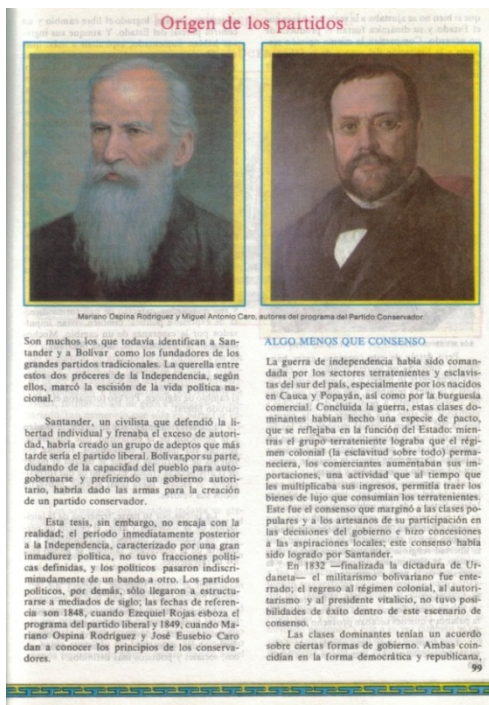 Origen de los partidos
Mariano Ospina Rodríguez y Miguel Antonio Caro, autores del programa del Partido Conservador.
Son muchos los que todavía identifican a San-
tander y a Bolívar como los fundadores de los
grandes partidos tradicionales. La querella entre
estos dos próceres de la Independencia, según
ellos, marcó la escisión de la vida política na-
cional.
Santander, un civilista que defendió la li-
bertad individual y frenaba el exceso de autori-
dad, habría creado un grupo de adeptos que más
tarde sería el partido liberal. Bolívar,por su parte,
dudando de la capacidad del pueblo para auto-
gobernarse y prefiriendo un gobierno autori-
tario, habría dado las armas para la creación
de un partido conservador.
Esta tesis, sin embargo, no encaja con la
realidad; el período inmediatamente posterior
a la Independencia, caracterizado por una gran
inmadurez política, no tuvo fracciones políti-
cas definidas, y los políticos pasaron indiscri-
minadamente de un bando a otro. Los partidos
políticos, por demás, sólo llegaron a estructu-
rarse a mediados de siglo; las fechas de referen-
cia son 1848, cuando Ezequiel Rojas esboza el
programa del partido liberal y 1849, cuando Ma-
riano Ospina Rodríguez y José Eusebio Caro
dan a conocer los principios de los conserva-
dores.
ALGO MENOS QUE CONSENSO
La guerra de independencia había sido coman-
dada por los sectores terratenientes y esclavis-
tas del sur del país, especialmente por los nacidos
en Cauca y Popayán, así como por la burguesía
comercial. Concluida la guerra, estas clases do-
minantes habían hecho una especie de pacto,
que se reflejaba en la función del Estado: mien-
tras el grupo terrateniente lograba que el régi-
men colonial (la esclavitud sobre todo) perma-
neciera, los comerciantes aumentaban sus im-
portaciones, una actividad que al tiempo que
les multiplicaba sus ingresos, permitía traer los
bienes de lujo que consumían los terratenientes.
Este fue el consenso que marginó a las clases po-
pulares y a los artesanos de su participación en
las decisiones del gobierno e hizo concesiones
a las aspiraciones locales; este consenso había
sido logrado por Santander.
En 1832 —finalizada la dictadura de Ur-
daneta— el militarismo bolivariano fue ente-
rrado; el regreso al régimen colonial, al autori-
tarismo y al presidente vitalicio, no tuvo posi-
bilidades de éxito dentro de este escenario de
consenso.
Las clases dominantes tenían un acuerdo
sobre ciertas formas de gobierno. Ambas coin-
cidían en la forma democrática y republicana,
99